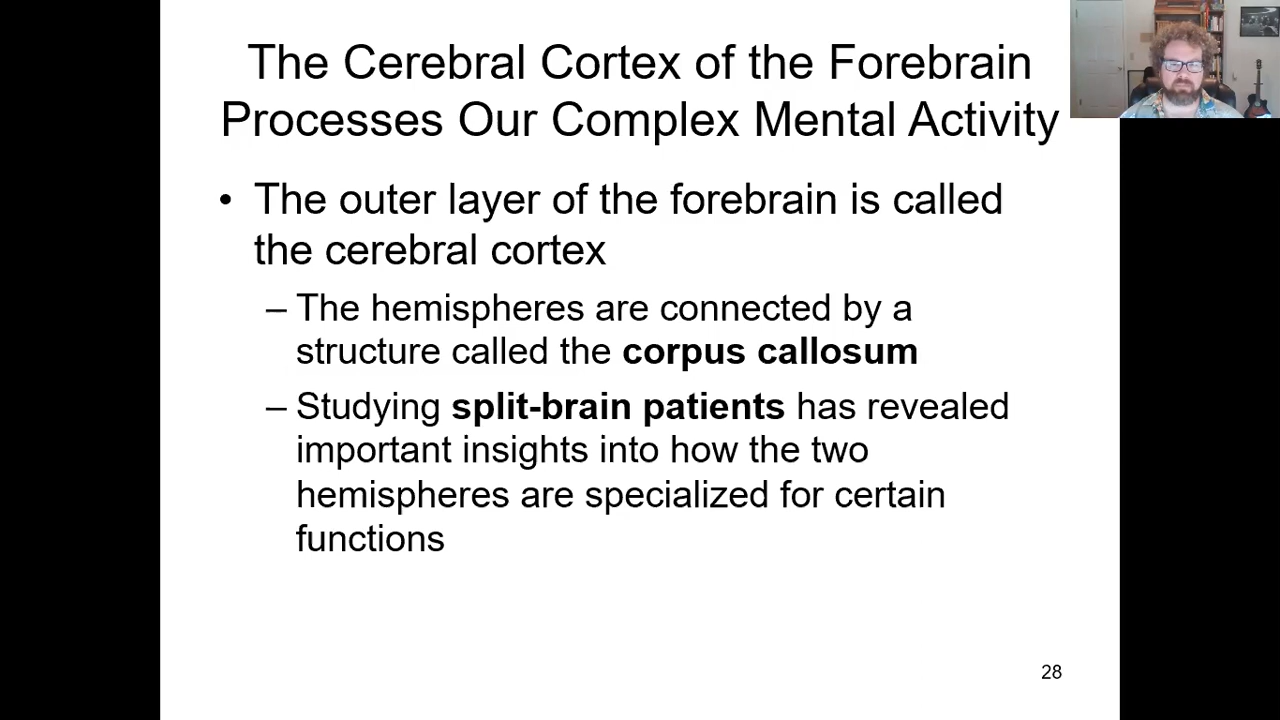 The Cerebral Cortex of the Forebrain
Processes Our Complex Mental Activity
• The outer layer of the forebrain is called
the cerebral cortex
– The hemispheres are connected by a
structure called the corpus callosum
– Studying split-brain patients has revealed
important insights into how the two
hemispheres are specialized for certain
functions
28